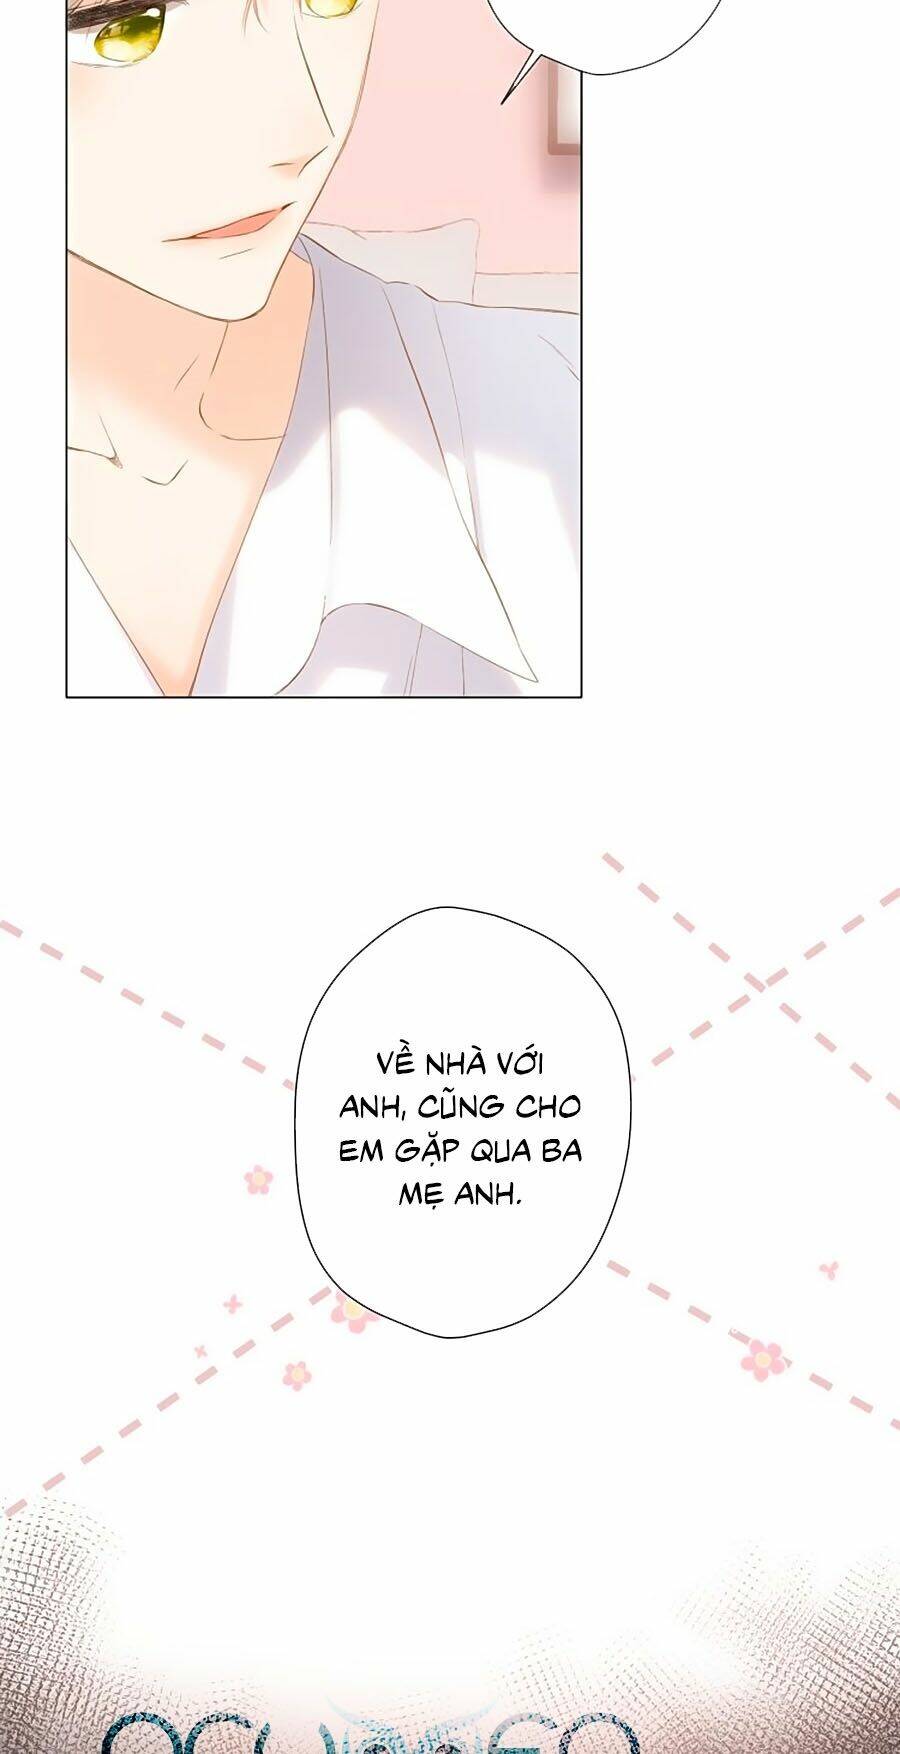 VỀ NHÀ VỚI
ANH, CŨNG CHO
EM GẶP QUA BA
MẸ ANH.